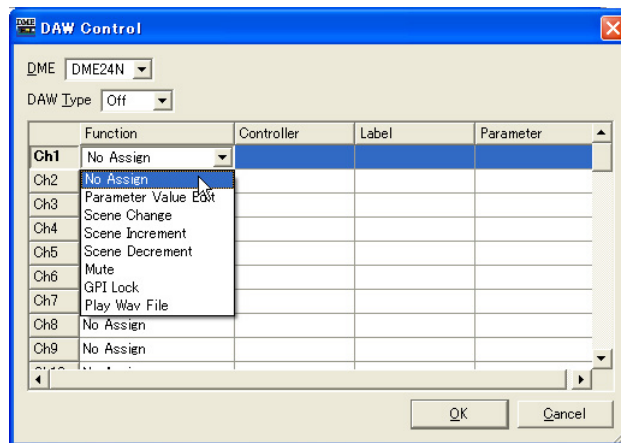 DME DAW Control
DME DME24N
DAW Type Off
Function Controller Label Parameter
Ch1 No Assign
Ch2 No Assign
Parameter Value Edit
Ch3 Scene Change
Ch4 Scene Increment
Ch5 Scene Decrement
Ch6 Mute
GPI Lock
Ch7 Play Wav File
Ch8 No Assign
Ch9 No Assign
OK Cancel